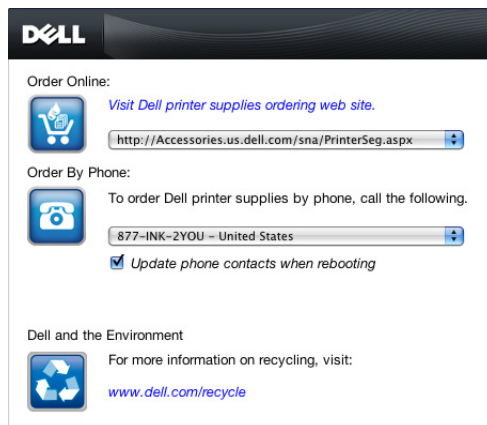 DELL
Order Online:
Visit Dell printer supplies ordering web site.
http://Accessories.us.dell.com/sna/PrinterSeg.aspx
Order By Phone:
To order Dell printer supplies by phone, call the following.
877-INK-2YOU - United States
Update phone contacts when rebooting
Dell and the Environment
For more information on recycling, visit:
www.dell.com/recycle